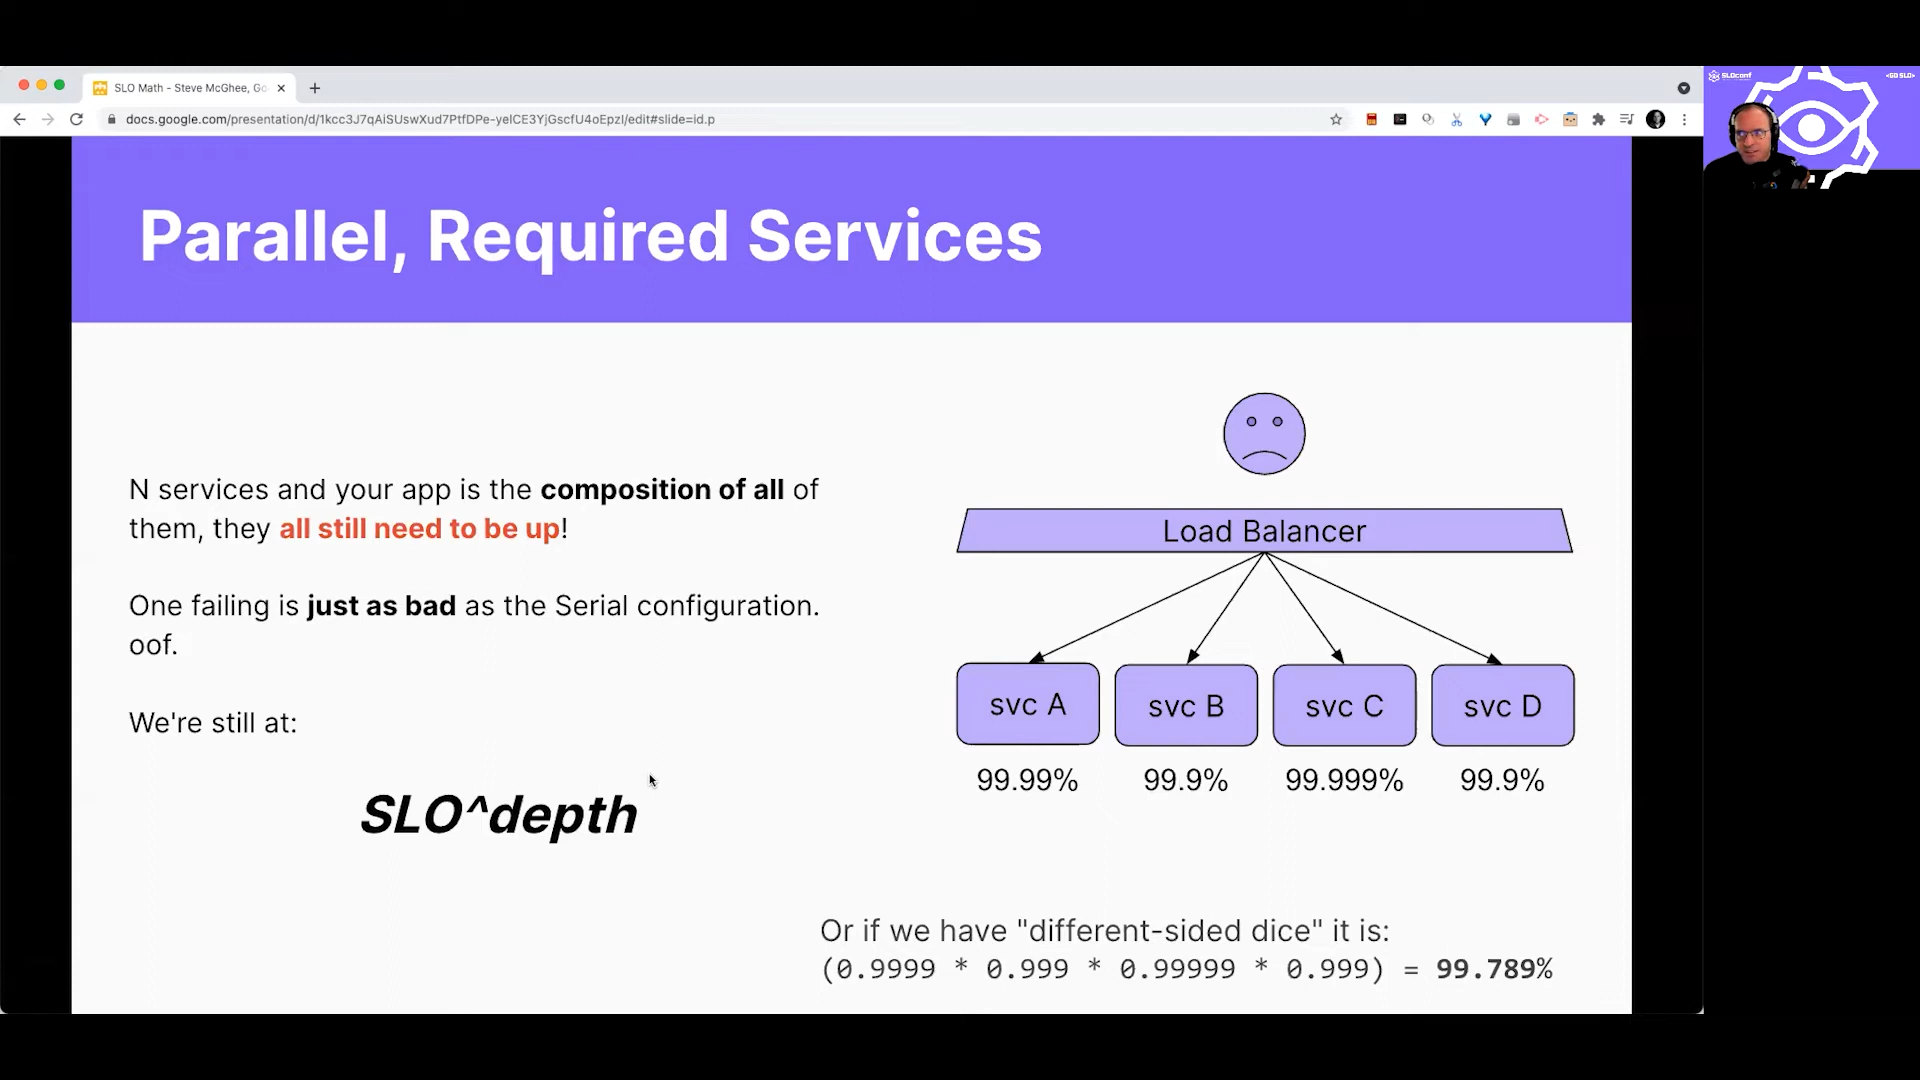 SLO Math - Steve McGhee, Go
docs.google.com/presentation/d/1kcc3J7qAiSUswXud7PtfDPe-yelCE3YjGscfU4oEpzI/edit#slide=id.p
SLOconf
<GO SLO>
Parallel, Required Services
N services and your app is the composition of all of
them, they all still need to be up!
One failing is just as bad as the Serial configuration.
oof.
We're still at:
SLO^depth
Load Balancer
svc A svc B svc C svc D
99.99% 99.9% 99.999% 99.9%
Or if we have "different-sided dice" it is:
(0.9999 * 0.999 * 0.99999 * 0.999) = 99.789%